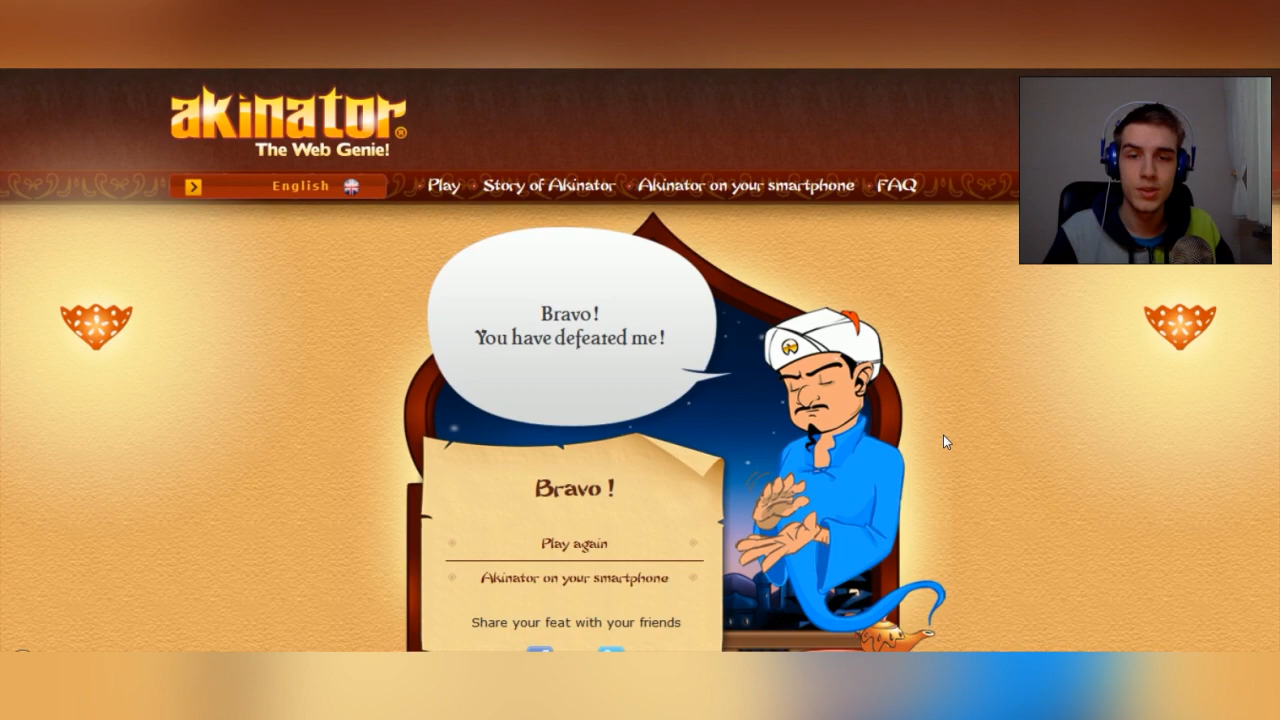 akinator®
The Web Genie!
English
Play
Story of Akinator
Akinator on your smartphone
FAQ
Bravo !
You have defeated me !
Bravo !
Play again
Akinator on your smartphone
Share your feat with your friends